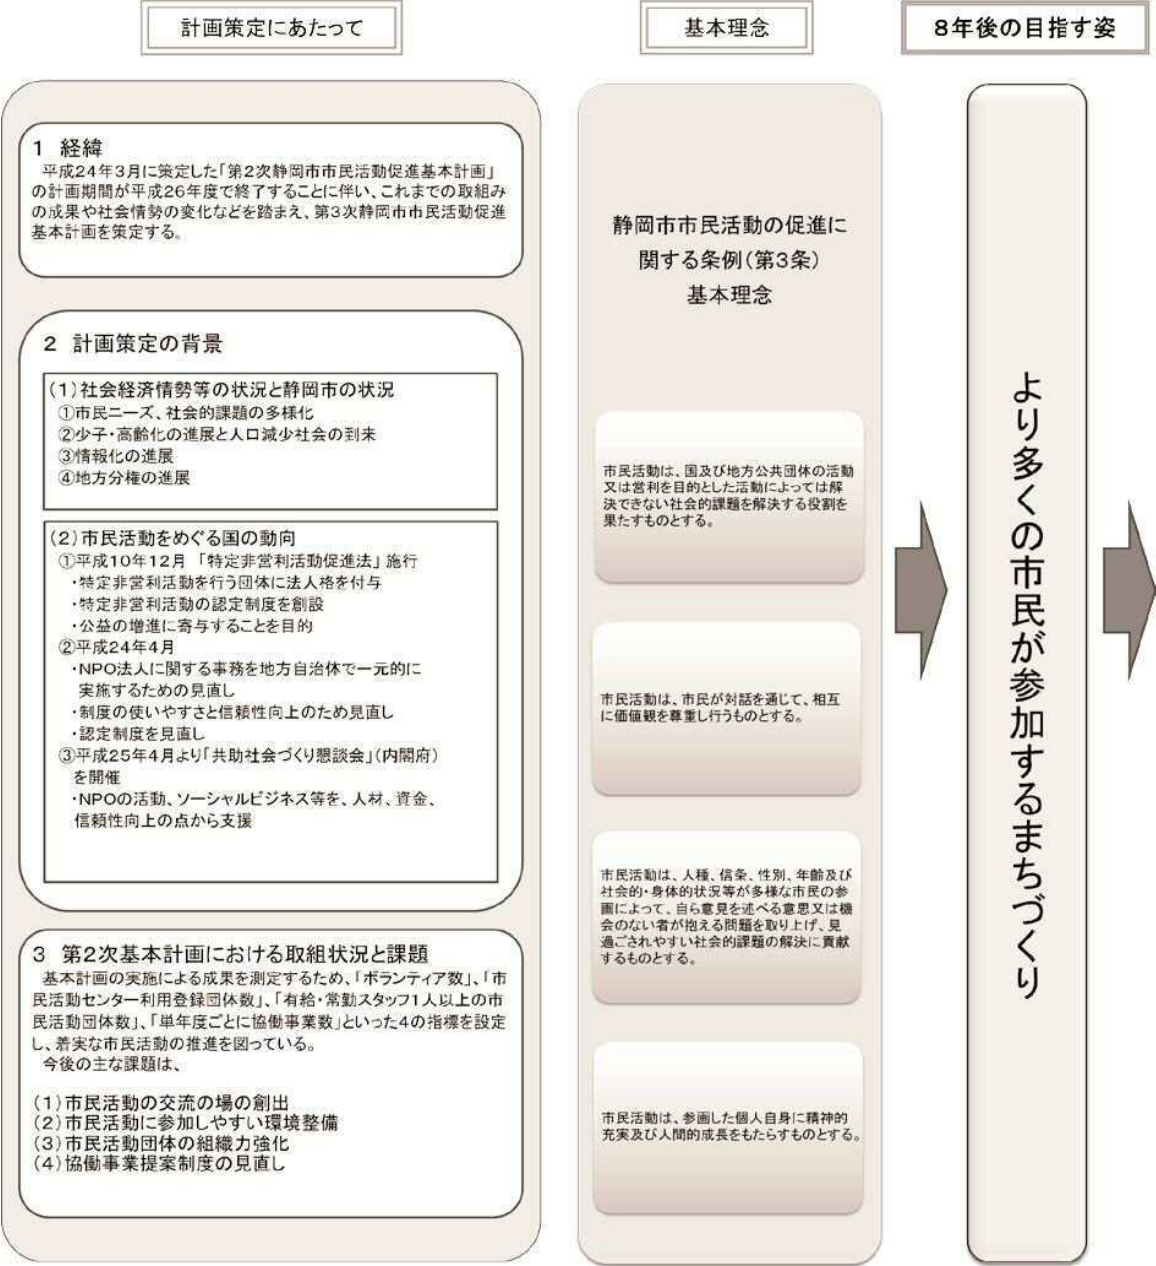 計画策定にあたって
基本理念
8年後の目指す姿
1 経緯
平成24年3月に策定した「第2次静岡市市民活動促進基本計画」
の計画期間が平成26年度で終了することに伴い、これまでの取組み
の成果や社会情勢の変化などを踏まえ、第3次静岡市市民活動促進
基本計画を策定する。
2 計画策定の背景
(1)社会経済情勢等の状況と静岡市の状況
①市民ニーズ、社会的課題の多様化
②少子・高齢化の進展と人口減少社会の到来
③情報化の進展
④地方分権の進展
(2)市民活動をめぐる国の動向
①平成10年12月 「特定非営利活動促進法」施行
・特定非営利活動を行う団体に法人格を付与
・特定非営利活動の認定制度を創設
・公益の増進に寄与することを目的
②平成24年4月
・NPO法人に関する事務を地方自治体で一元的に
実施するための見直し
・制度の使いやすさと信頼性向上のため見直し
・認定制度を見直し
③平成25年4月より「共助社会づくり懇談会」(内閣府)
を開催
・NPOの活動、ソーシャルビジネス等を、人材、資金、
信頼性向上の点から支援
3 第2次基本計画における取組状況と課題
基本計画の実施による成果を測定するため、「ボランティア数」、「市
民活動センター利用登録団体数」、「有給・常勤スタッフ1人以上の市
民活動団体数」、「単年度ごとに協働事業数」といった4の指標を設定
し、着実な市民活動の推進を図っている。
今後の主な課題は、
(1)市民活動の交流の場の創出
(2)市民活動に参加しやすい環境整備
(3)市民活動団体の組織力強化
(4)協働事業提案制度の見直し
静岡市市民活動の促進に
関する条例(第3条)
基本理念
市民活動は、国及び地方公共団体の活動
又は営利を目的とした活動によっては解
決できない社会的課題を解決する役割を
果たすものとする。
市民活動は、市民が対話を通じて、相互
に価値観を尊重し行うものとする。
市民活動は、人種、信条、性別、年齢及び
社会的・身体的状況等が多様な市民の参
画によって、自ら意見を述べる意思又は機
会のない者が抱える問題を取り上げ、見
過ごされやすい社会的課題の解決に貢献
するものとする。
市民活動は、参画した個人自身に精神的
充実及び人間的成長をもたらすものとする。
より多くの市民が参加するまちづくり